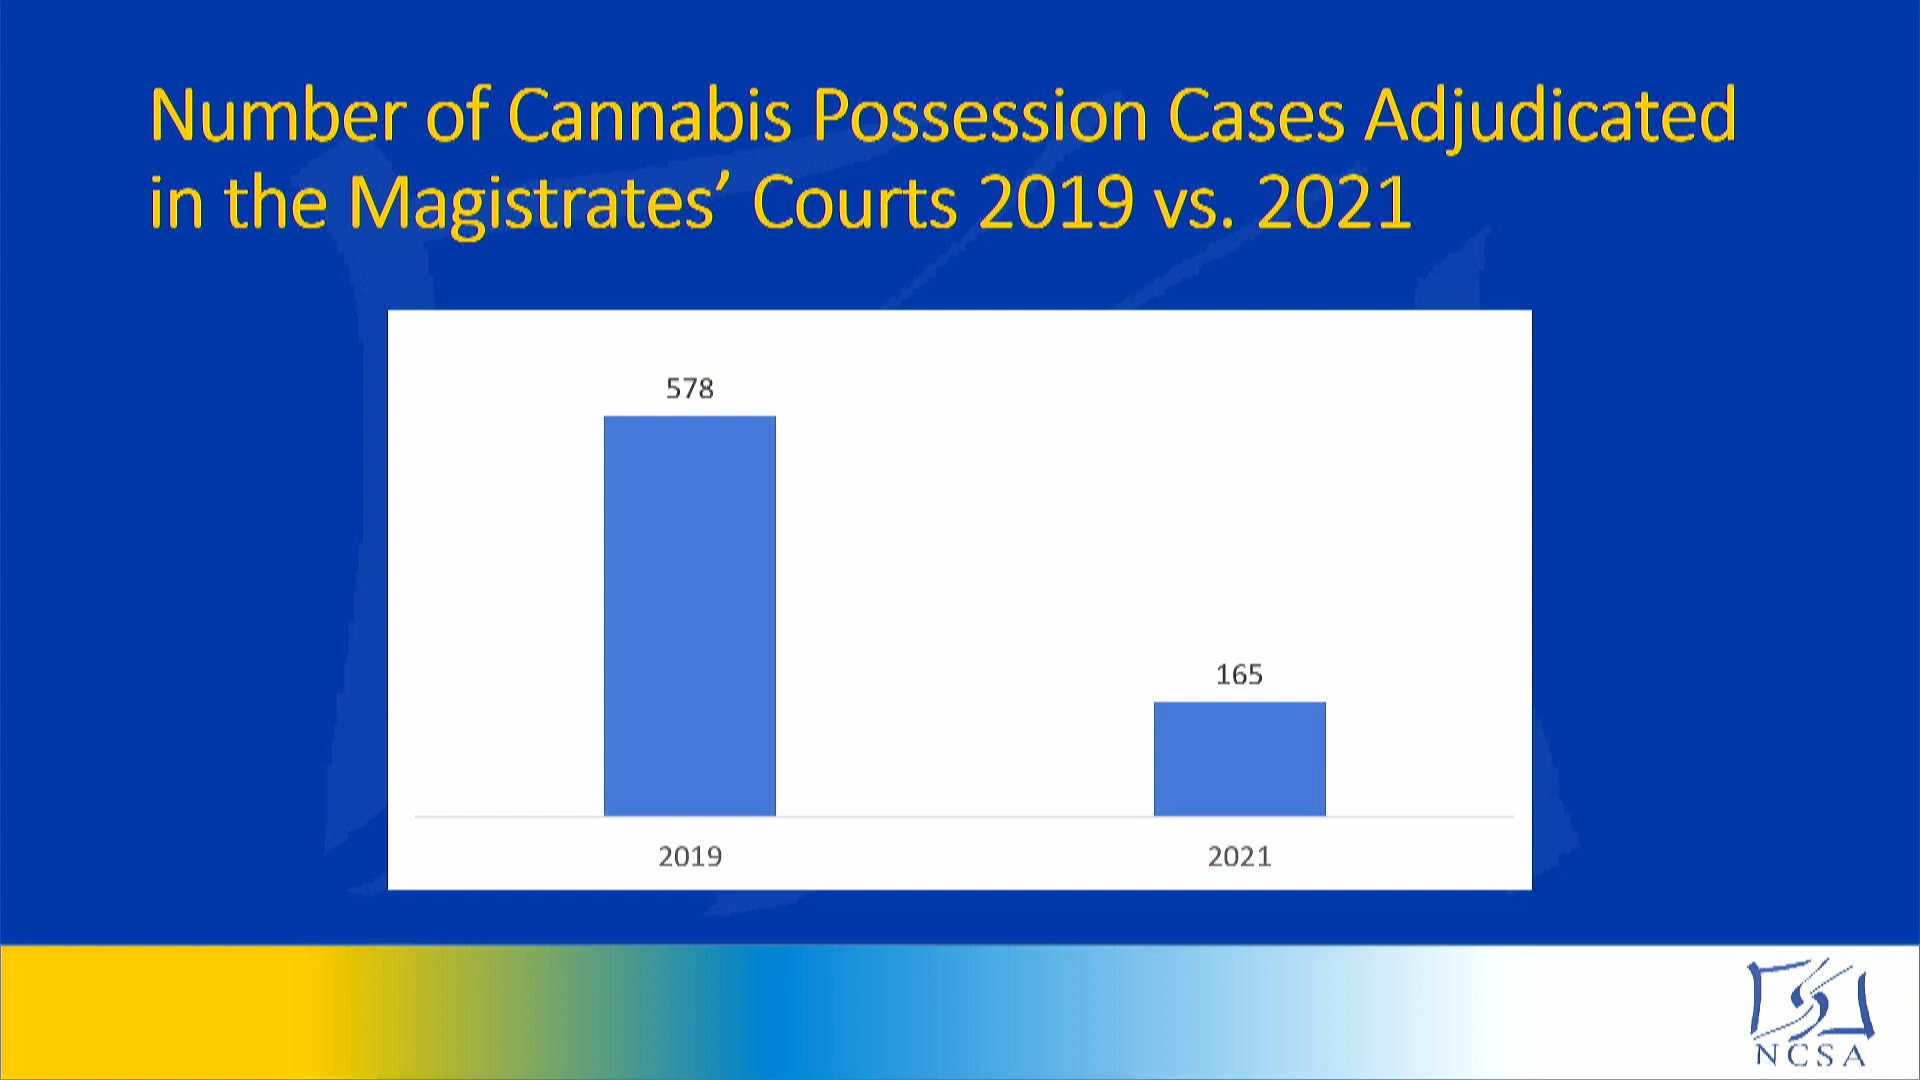 Number of Cannabis Possession Cases Adjudicated
in the Magistrates’ Courts 2019 vs. 2021
578
165
2019
2021
NCSA